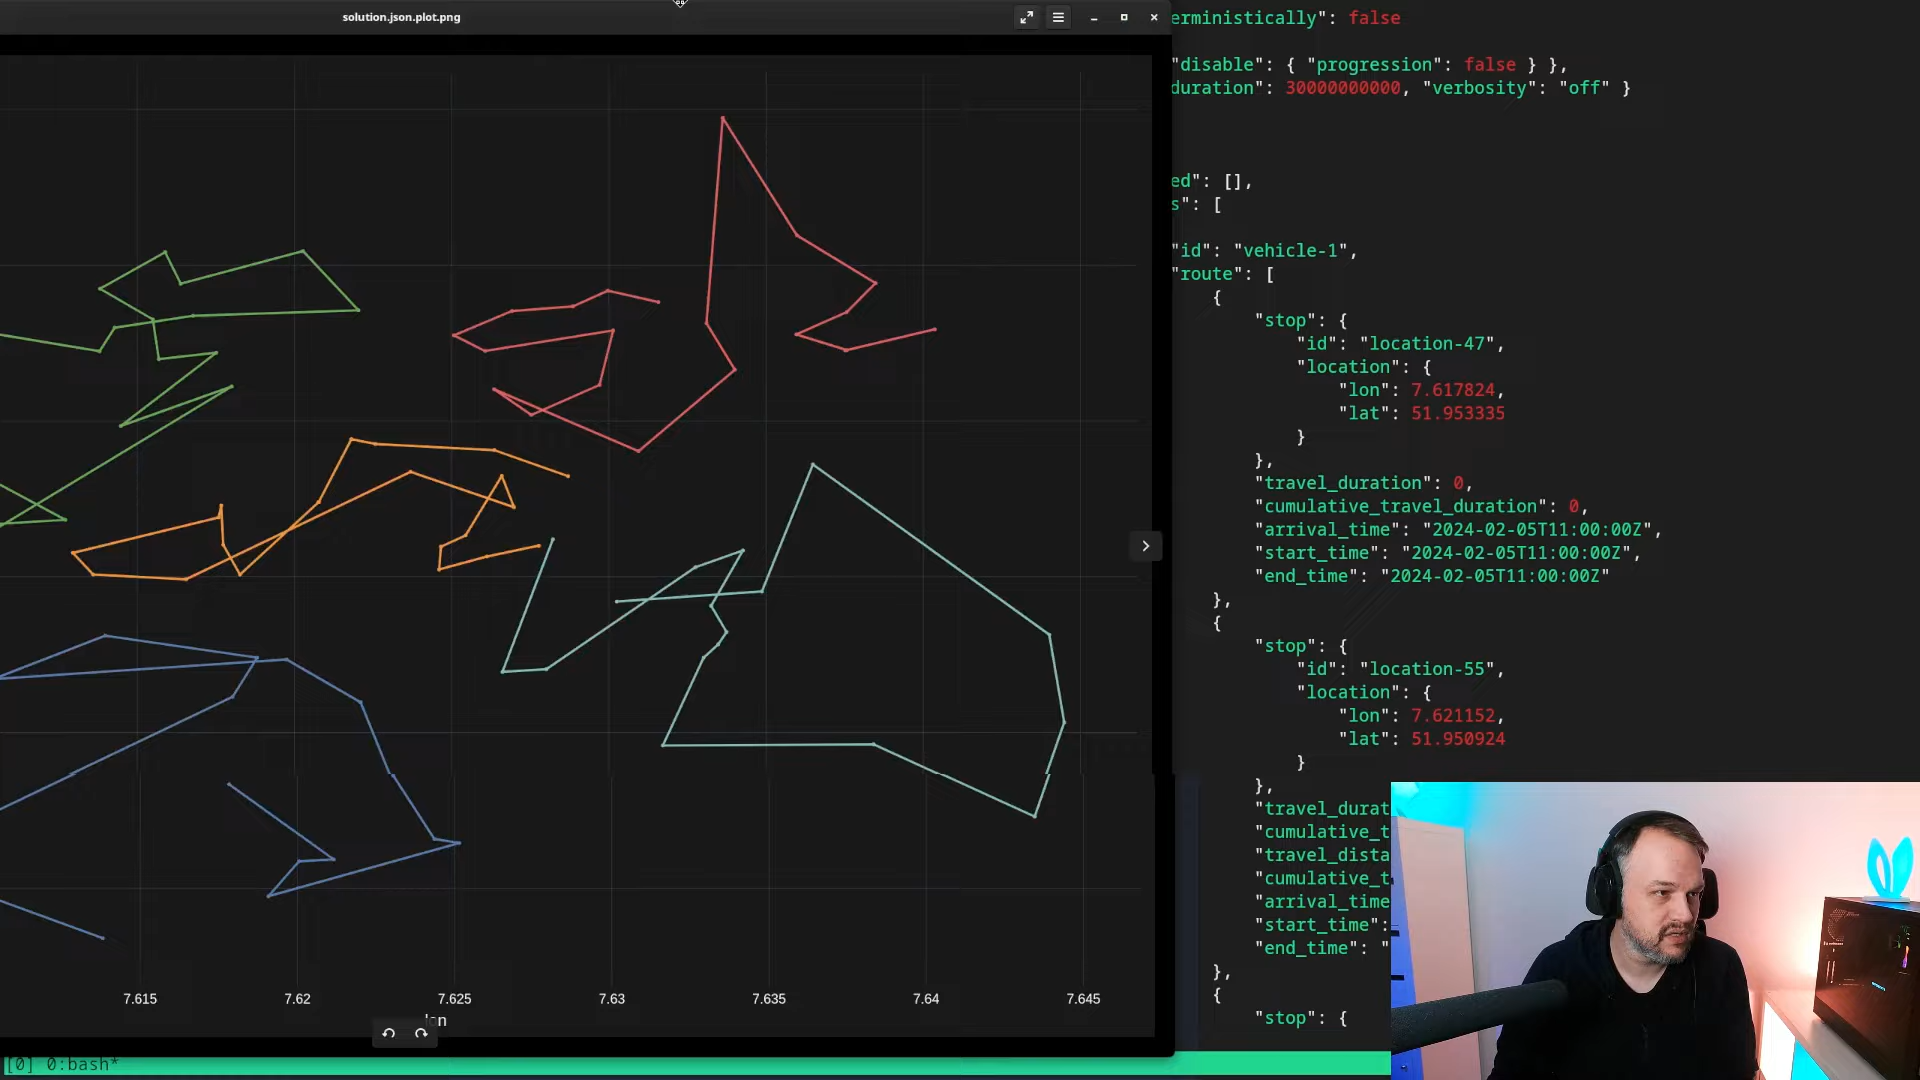 solution.json.plot.png
erministically": false
"disable": { "progression": false } },
duration": 30000000000, "verbosity": "off" }
ed": [],
s": [
"id": "vehicle-1",
"route": [
{
"stop": {
"id": "location-47",
"location": {
"lon": 7.617824,
"lat": 51.953335
}
},
"travel_duration": 0,
"cumulative_travel_duration": 0,
"arrival_time": "2024-02-05T11:00:00Z",
"start_time": "2024-02-05T11:00:00Z",
"end_time": "2024-02-05T11:00:00Z"
},
{
"stop": {
"id": "location-55",
"location": {
"lon": 7.621152,
"lat": 51.950924
}
},
"travel_durat
"cumulative_t
"travel_dista
"cumulative_t
"arrival_time
"start_time":
"end_time": "
},
{
"stop": {
7.615 7.62 7.625 7.63 7.635 7.64 7.645
lon
[0] 0:bash*